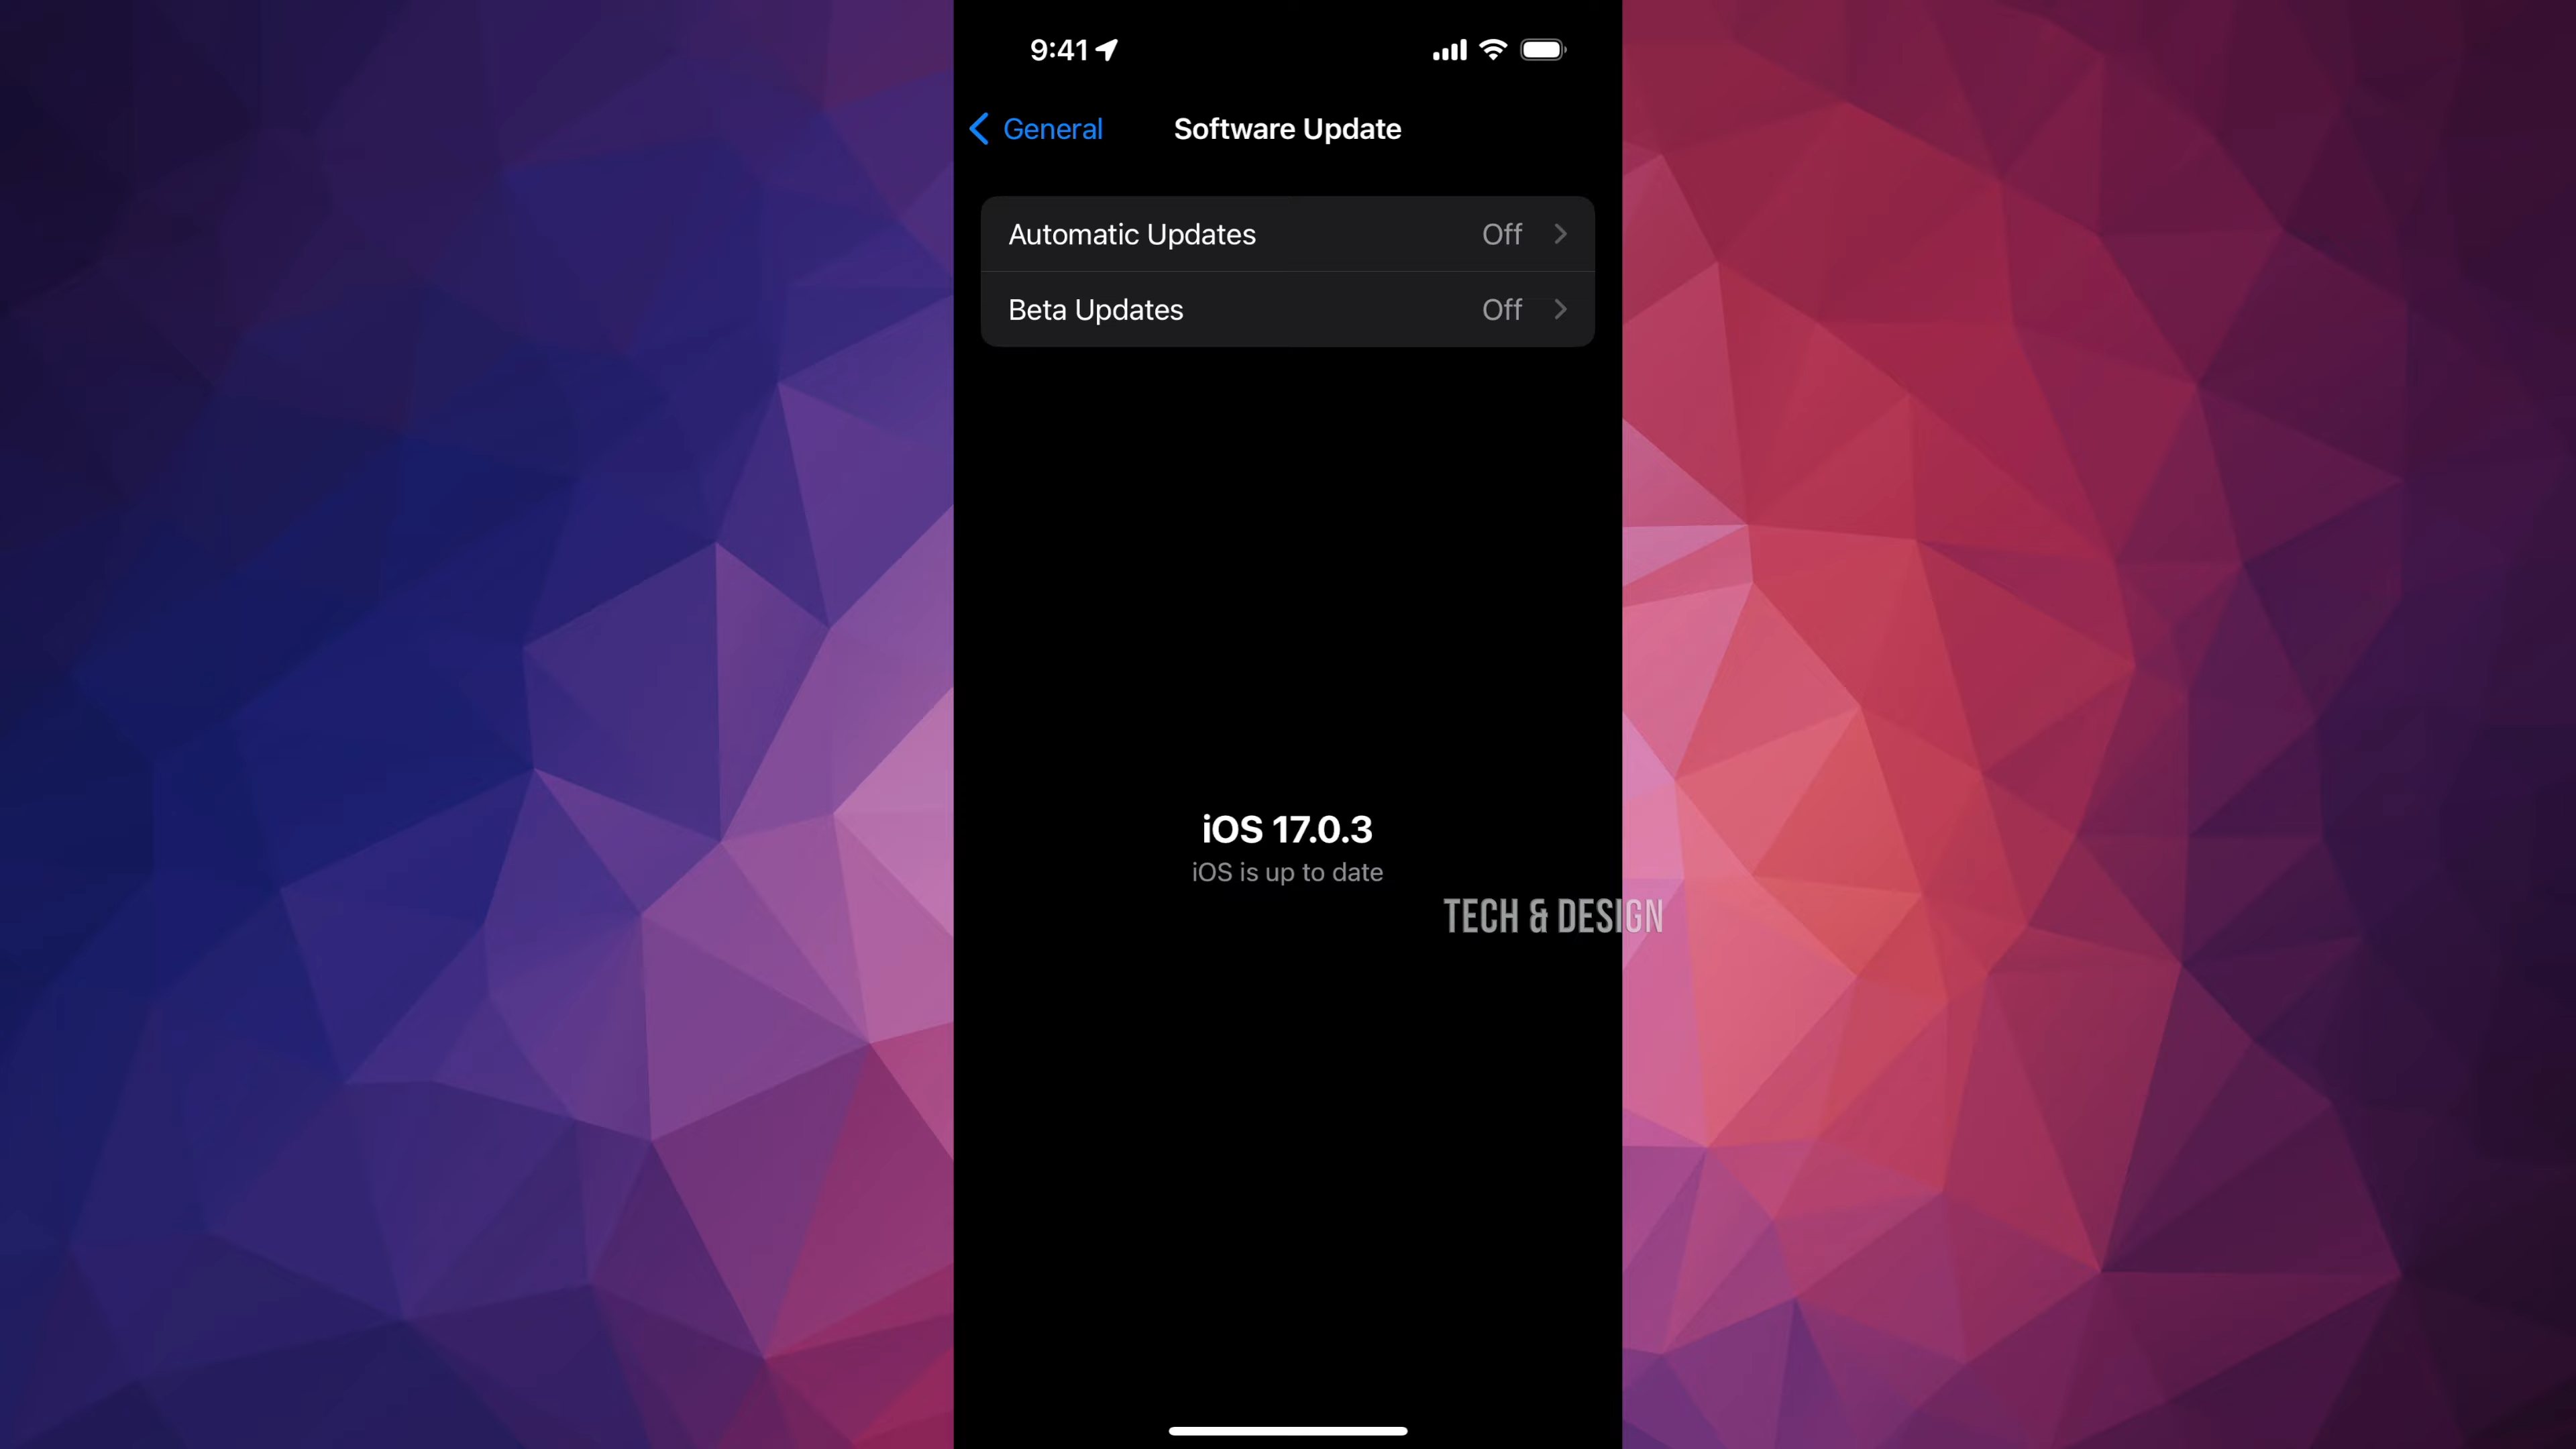 9:41
General
Software Update
Automatic Updates Off
Beta Updates Off
iOS 17.0.3
iOS is up to date
TECH & DESIGN